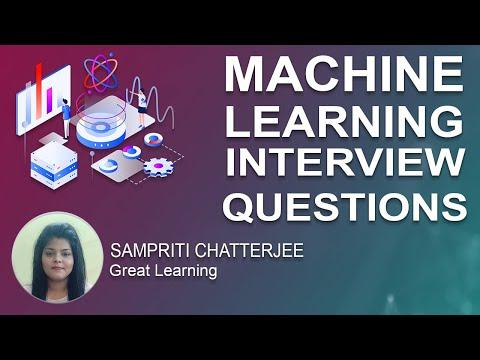 MACHINE
LEARNING
INTERVIEW
QUESTIONS
SAMPRITI CHATTERJEE
Great Learning